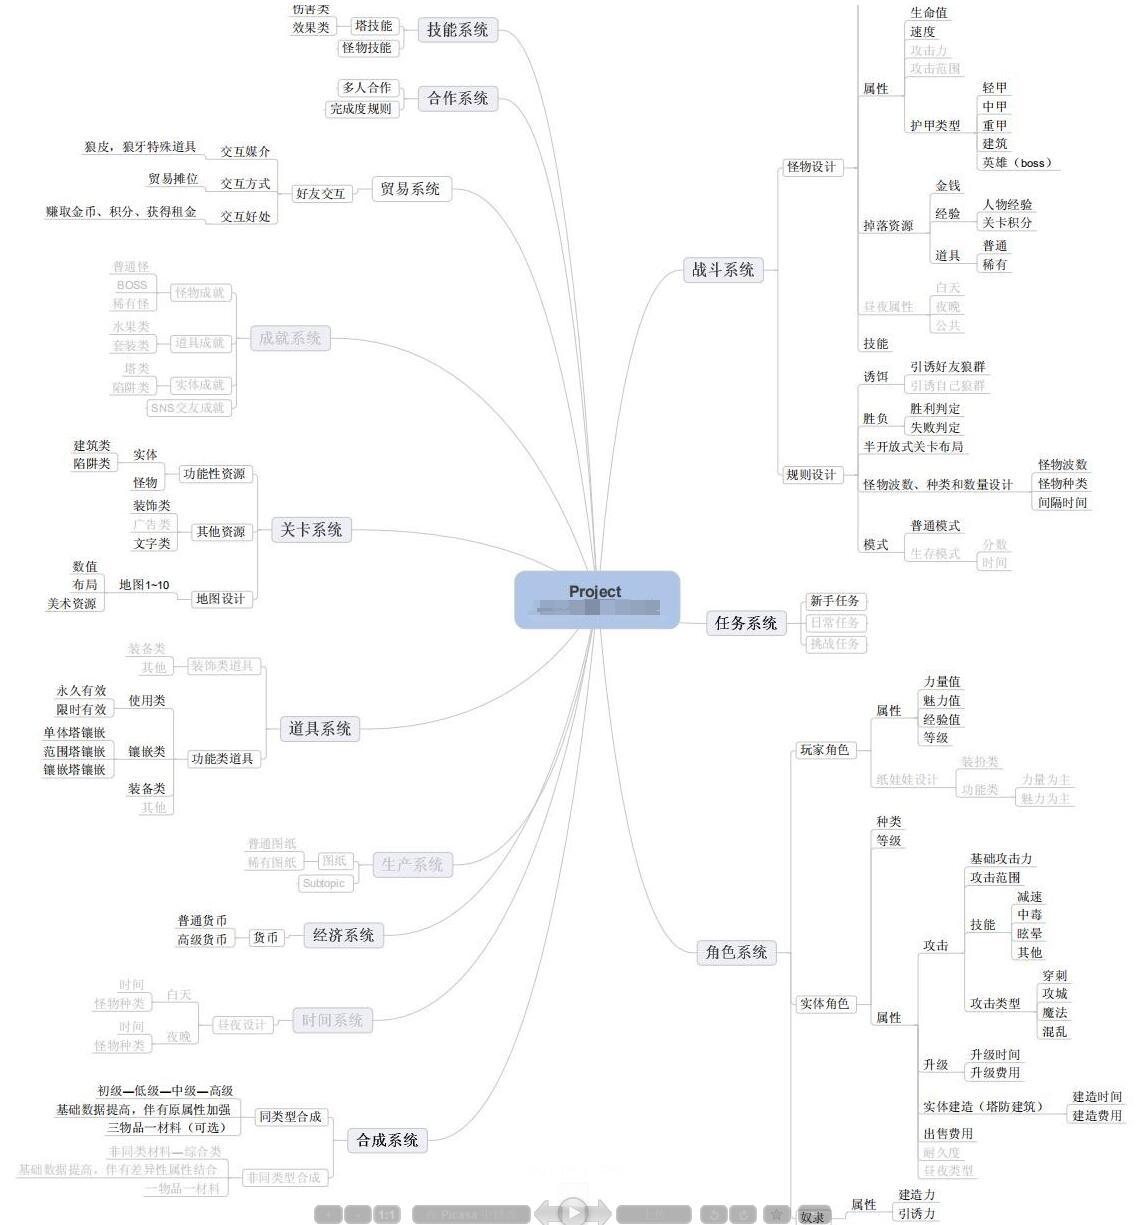 伤害类
效果类
塔技能
怪物技能
技能系统
多人合作
完成度规则
合作系统
狼皮，狼牙特殊道具
交互媒介
贸易摊位
交互方式
赚取金币、积分、获得租金
交互好处
好友交互
贸易系统
普通怪
BOSS
稀有怪
怪物成就
水果类
套装类
道具成就
塔类
陷阱类
实体成就
SNS交友成就
成就系统
建筑类
陷阱类
实体
怪物
功能性资源
装饰类
广告类
文字类
其他资源
数值
布局
美术资源
地图1~10
地图设计
关卡系统
装备类
其他
装饰类道具
永久有效
限时有效
使用类
单体塔镶嵌
范围塔镶嵌
镶嵌塔镶嵌
镶嵌类
装备类
其他
功能类道具
道具系统
普通图纸
稀有图纸
图纸
Subtopic
生产系统
普通货币
高级货币
货币
经济系统
时间
怪物种类
白天
时间
怪物种类
夜晚
昼夜设计
时间系统
初级—低级—中级—高级
基础数据提高，伴有原属性加强
三物品一材料（可选）
同类型合成
非同类材料—综合类
基础数据提高，伴有差异性属性结合
一物品一材料
非同类型合成
合成系统
Project
战斗系统
怪物设计
属性
生命值
速度
攻击力
攻击范围
护甲类型
轻甲
中甲
重甲
建筑
英雄（boss）
掉落资源
金钱
经验
人物经验
关卡积分
道具
普通
稀有
昼夜属性
白天
夜晚
公共
技能
规则设计
诱饵
引诱好友狼群
引诱自己狼群
胜负
胜利判定
失败判定
半开放式关卡布局
怪物波数、种类和数量设计
怪物波数
怪物种类
间隔时间
模式
普通模式
生存模式
分数
时间
任务系统
新手任务
日常任务
挑战任务
角色系统
玩家角色
属性
力量值
魅力值
经验值
等级
纸娃娃设计
装扮类
功能类
力量为主
魅力为主
实体角色
种类
等级
属性
攻击
基础攻击力
攻击范围
技能
减速
中毒
眩晕
其他
攻击类型
穿刺
攻城
魔法
混乱
升级
升级时间
升级费用
实体建造（塔防建筑）
建造时间
建造费用
出售费用
耐久度
昼夜类型
奴隶
属性
建造力
引诱力
1:1